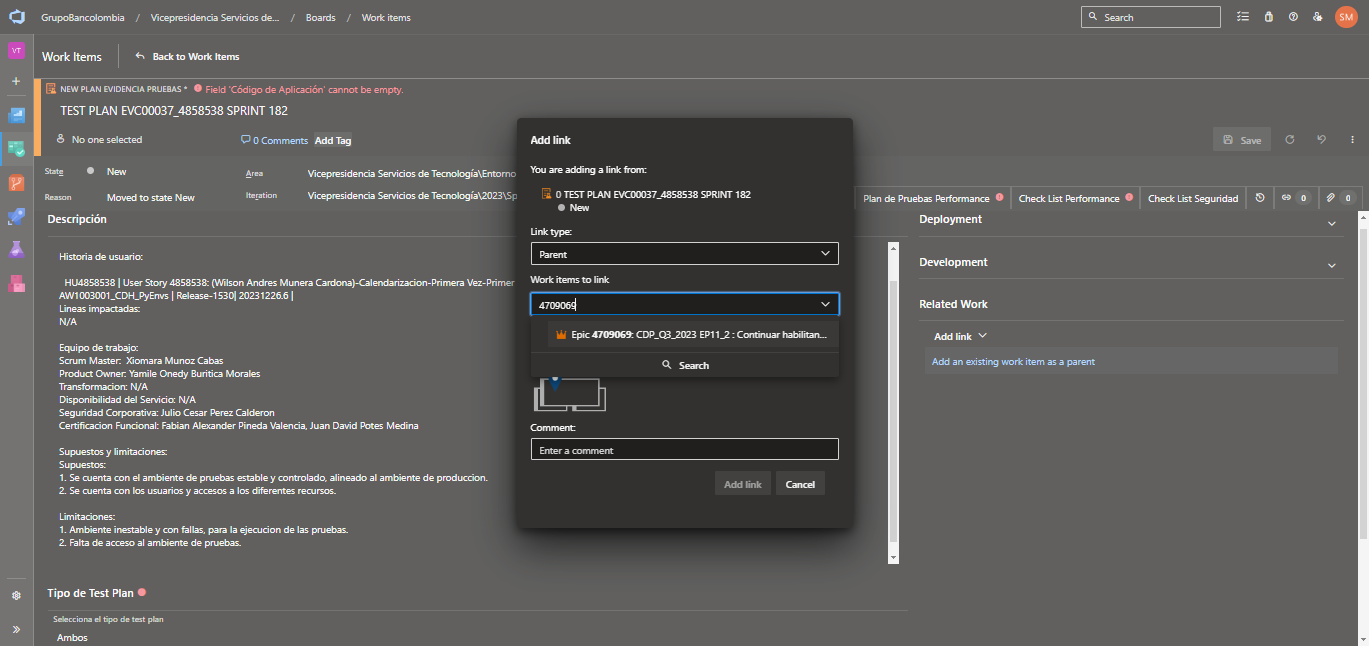 GrupoBancolombia / Vicepresidencia Servicios de... / Boards / Work items
Search
SM
VT
Work Items
Back to Work Items
NEW PLAN EVIDENCIA PRUEBAS * Field 'Código de Aplicación' cannot be empty.
TEST PLAN EVC00037_4858538 SPRINT 182
No one selected
0 Comments
Add Tag
Save
State
New
Area
Vicepresidencia Servicios de Tecnología\Entorno
Reason
Moved to state New
Iteration
Vicepresidencia Servicios de Tecnología\2023\Sp
Plan de Pruebas Performance
Check List Performance
Check List Seguridad
0
0
Descripción
Historia de usuario:
HU4858538 | User Story 4858538: (Wilson Andres Munera Cardona)-Calendarizacion-Primera Vez-Primer
AW1003001_CDH_PyEnvs | Release-1530| 20231226.6 |
Lineas impactadas:
N/A
Equipo de trabajo:
Scrum Master: Xiomara Munoz Cabas
Product Owner: Yamile Onedy Buritica Morales
Transformacion: N/A
Disponibilidad del Servicio: N/A
Seguridad Corporativa: Julio Cesar Perez Calderon
Certificacion Funcional: Fabian Alexander Pineda Valencia, Juan David Potes Medina
Supuestos y limitaciones:
Supuestos:
1. Se cuenta con el ambiente de pruebas estable y controlado, alineado al ambiente de produccion.
2. Se cuenta con los usuarios y accesos a los diferentes recursos.
Limitaciones:
1. Ambiente inestable y con fallas, para la ejecucion de las pruebas.
2. Falta de acceso al ambiente de pruebas.
Tipo de Test Plan
Selecciona el tipo de test plan
Ambos
Add link
You are adding a link from:
0 TEST PLAN EVC00037_4858538 SPRINT 182
New
Link type:
Parent
Work items to link
4709069
Epic 4709069: CDP_Q3_2023 EP11_2 : Continuar habilitan...
Search
Comment:
Enter a comment
Add link
Cancel
Deployment
Development
Related Work
Add link
Add an existing work item as a parent